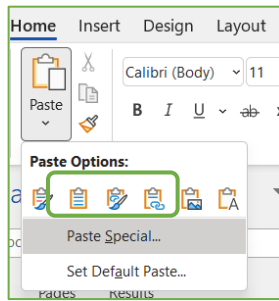 Home Insert Design Layout
Paste
Calibri (Body) 11
B I U ab
Paste Options:
A
Paste Special...
Set Default Paste...
Pages Results